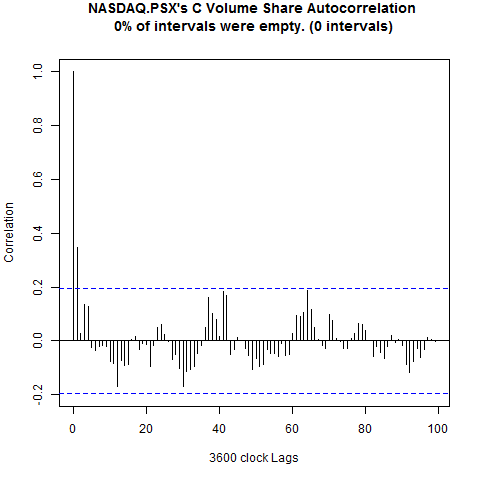 NASDAQ.PSX's C Volume Share Autocorrelation
0% of intervals were empty. (0 intervals)
Correlation
1.0
0.8
0.6
0.4
0.2
0.0
-0.2
0 20 40 60 80 100
3600 clock Lags